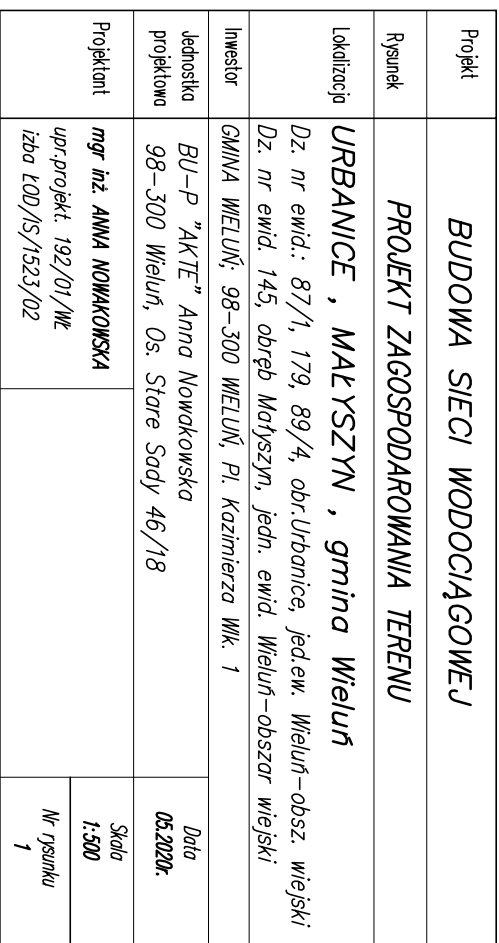 Projekt
BUDOWA SIECI WODOCIĄGOWEJ
Rysunek
PROJEKT ZAGOSPODAROWANIA TERENU
Lokalizacja
URBANICE , MAŁYSZYN , gmina Wieluń
Dz. nr ewid.: 87/1, 179, 89/4, obr.Urbanice, jed.ew. Wieluń-obsz. wiejski
Dz. nr ewid. 145, obręb Małyszyn, jedn. ewid. Wieluń-obszar wiejski
Inwestor
GMINA WIELUŃ; 98-300 WIELUŃ, Pl. Kazimierza Wlk. 1
Jednostka
projektowa
BU-P "AKTE" Anna Nowakowska
98-300 Wieluń, Os. Stare Sady 46/18
Data
05.2020r.
Projektant
mgr inż. ANNA NOWAKOWSKA
upr.projekt. 192/01/WŁ
izba ŁOD/IS/1523/02
Skala
1:500
Nr rysunku
1